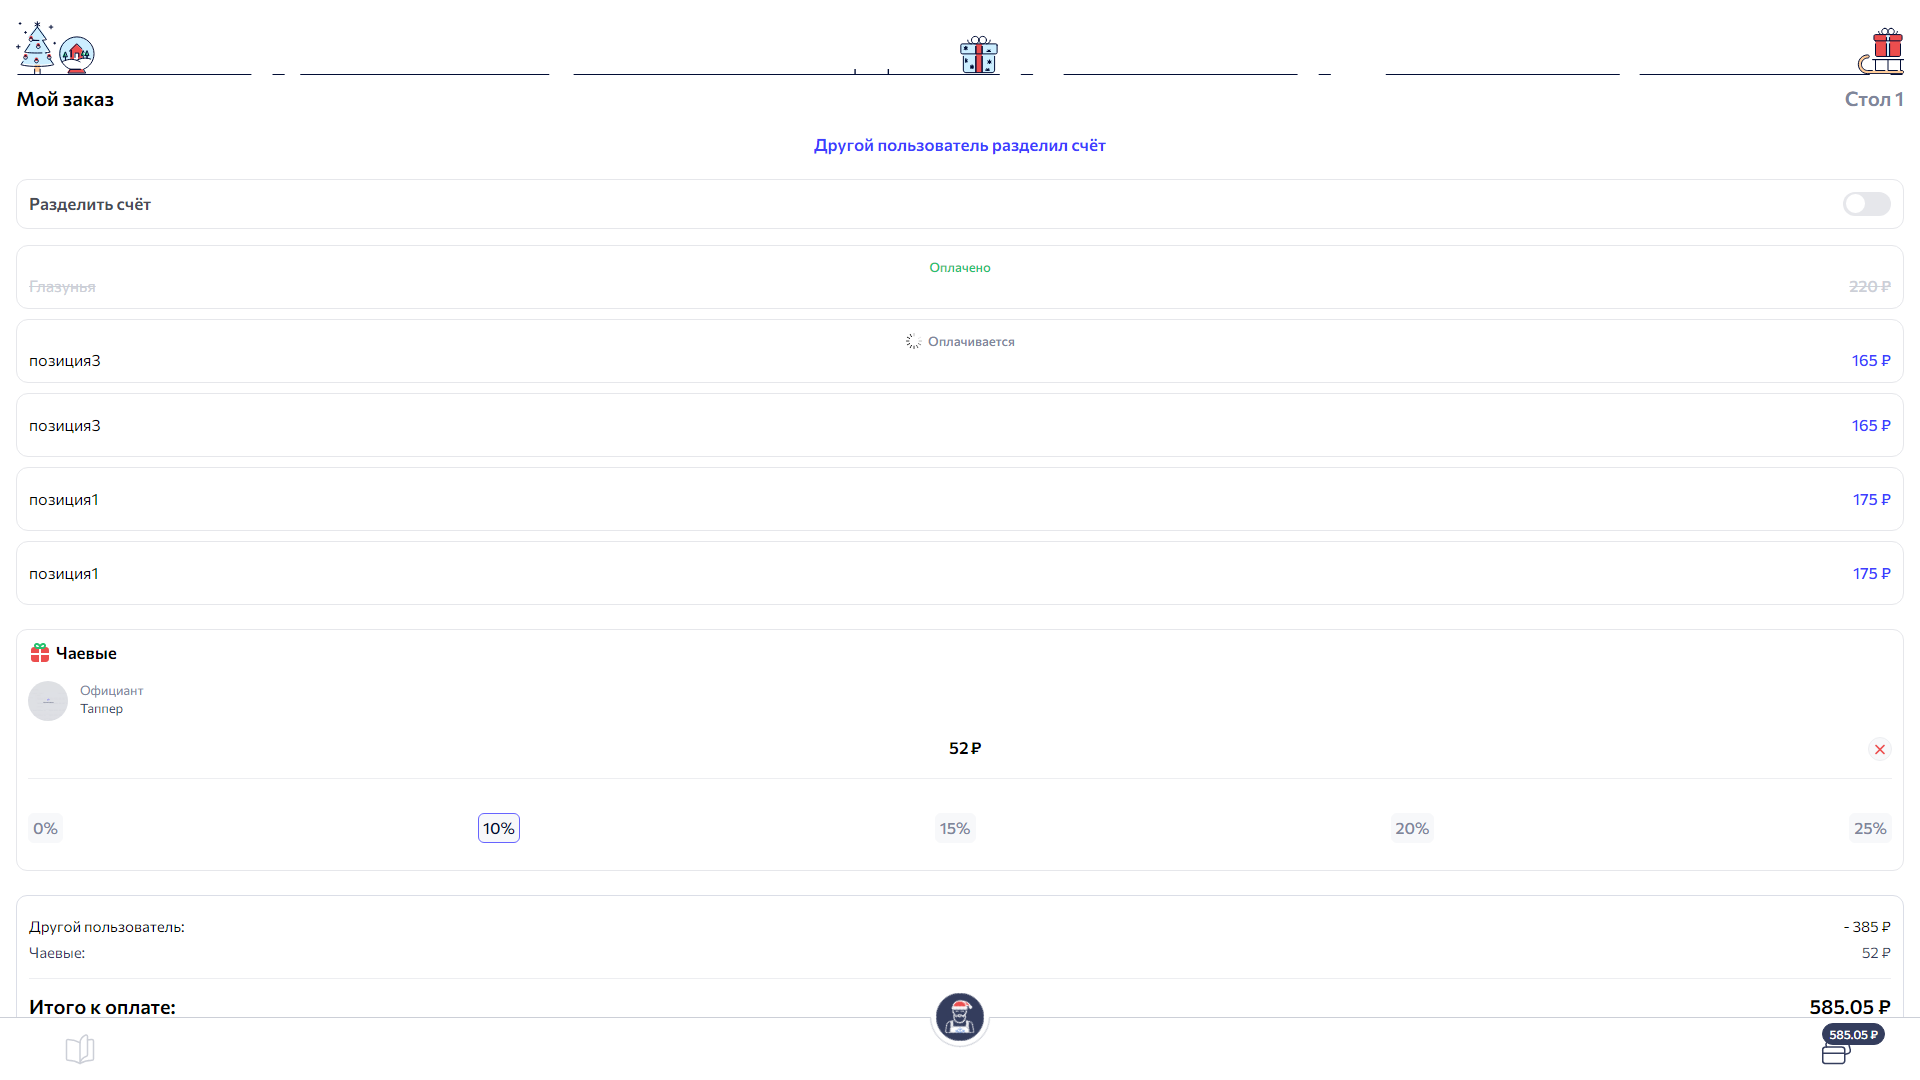 Мой заказ
Стол 1
Другой пользователь разделил счёт
Разделить счёт
Оплачено
Глазунья
220 ₽
Оплачивается
позиция3
165 ₽
позиция3
165 ₽
позиция1
175 ₽
позиция1
175 ₽
Чаевые
Официант
Таппер
52 ₽
0%
10%
15%
20%
25%
Другой пользователь:
- 385 ₽
Чаевые:
52 ₽
Итого к оплате:
585.05 ₽
585.05 ₽